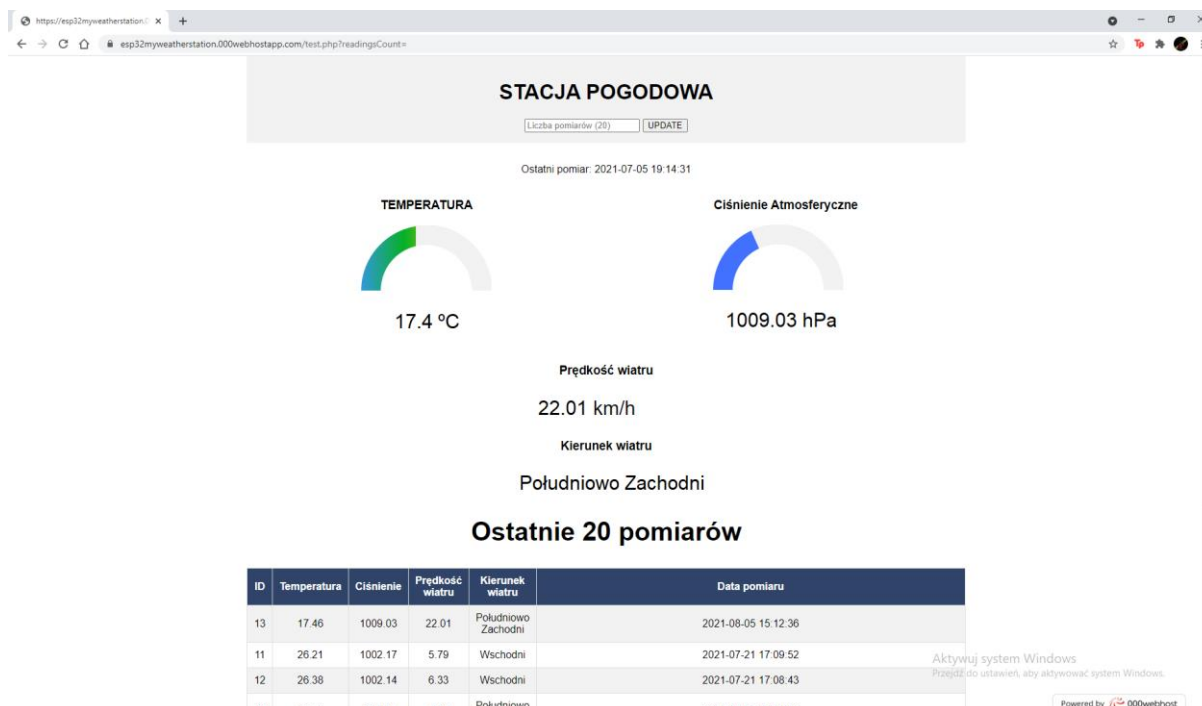 https://esp32myweatherstation.0
esp32myweatherstation.000webhostapp.com/test.php?readingsCount=
Tp
STACJA POGODOWA
Liczba pomiarów (20) UPDATE
Ostatni pomiar: 2021-07-05 19:14:31
TEMPERATURA Ciśnienie Atmosferyczne
17.4 ºC 1009.03 hPa
Prędkość wiatru
22.01 km/h
Kierunek wiatru
Południowo Zachodni
Ostatnie 20 pomiarów
ID Temperatura Ciśnienie Prędkość wiatru Kierunek wiatru Data pomiaru
13 17.46 1009.03 22.01 Południowo Zachodni 2021-08-05 15:12:36
11 26.21 1002.17 5.79 Wschodni 2021-07-21 17:09:52
12 26.38 1002.14 6.33 Wschodni 2021-07-21 17:08:43
Południowo
Aktywuj system Windows
Przejdź do ustawień, aby aktywować system Windows.
Powered by 000webhost